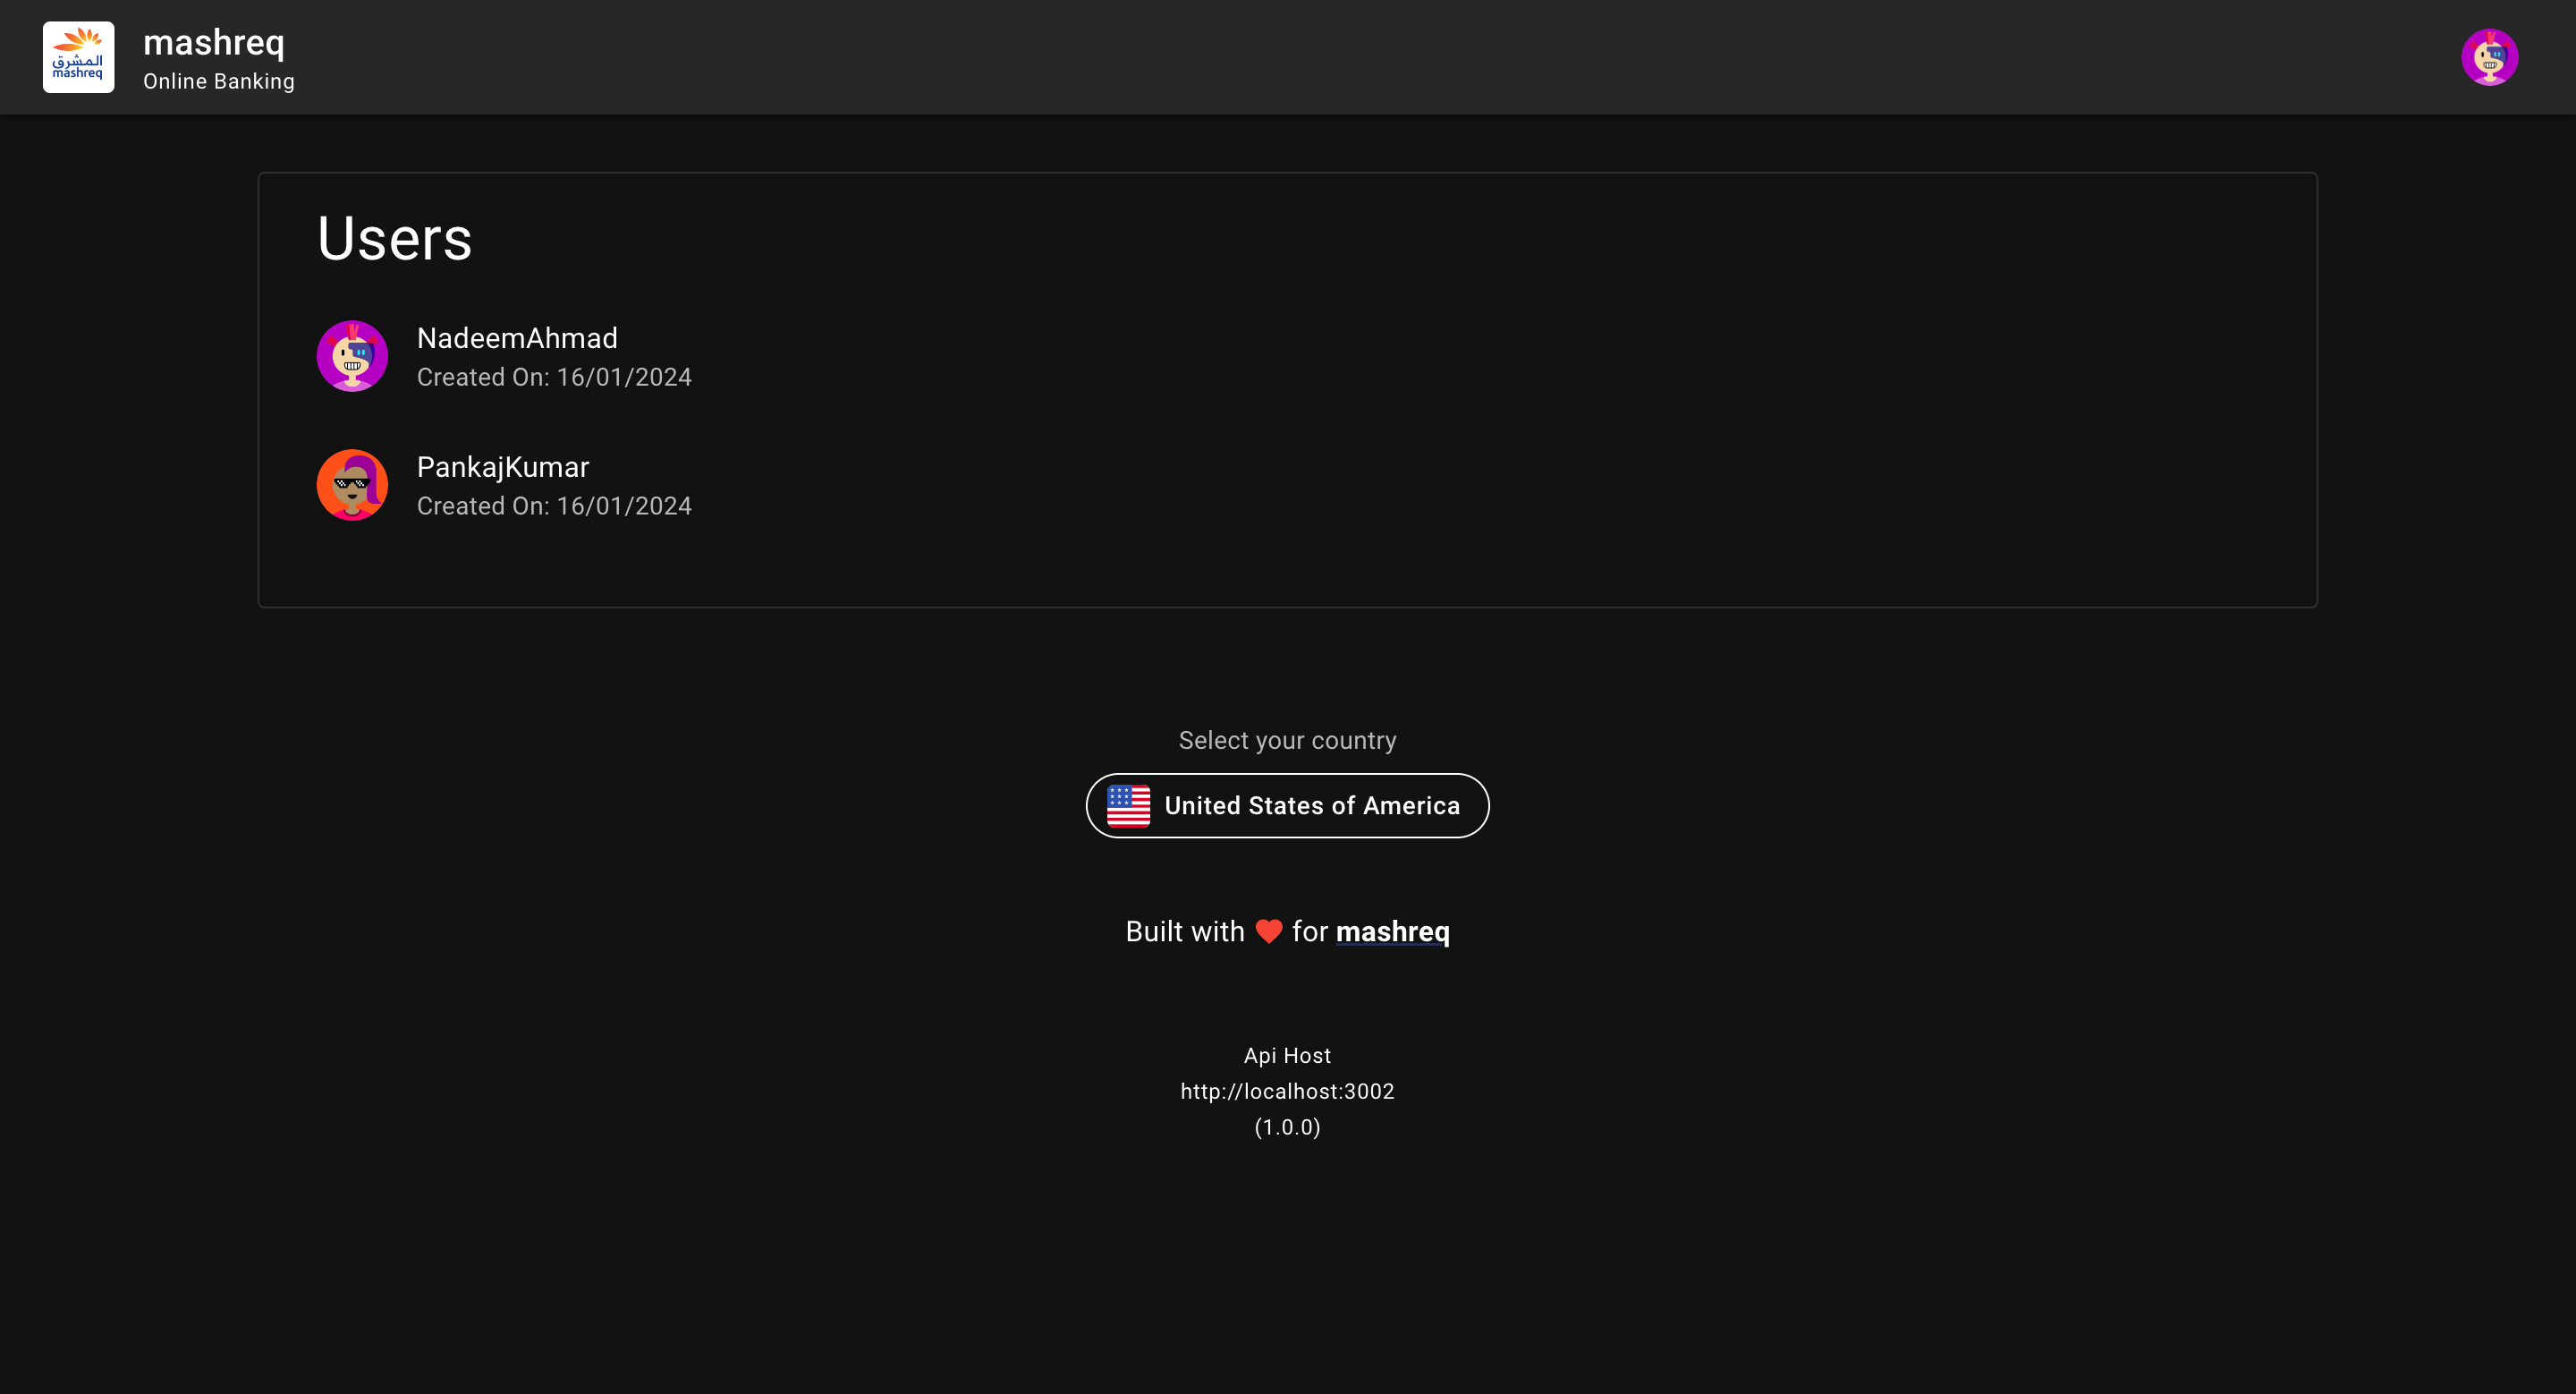 المشرق
mashreq
mashreq
Online Banking
Users
NadeemAhmad
Created On: 16/01/2024
PankajKumar
Created On: 16/01/2024
Select your country
United States of America
Built with ❤ for mashreq
Api Host
http://localhost:3002
(1.0.0)